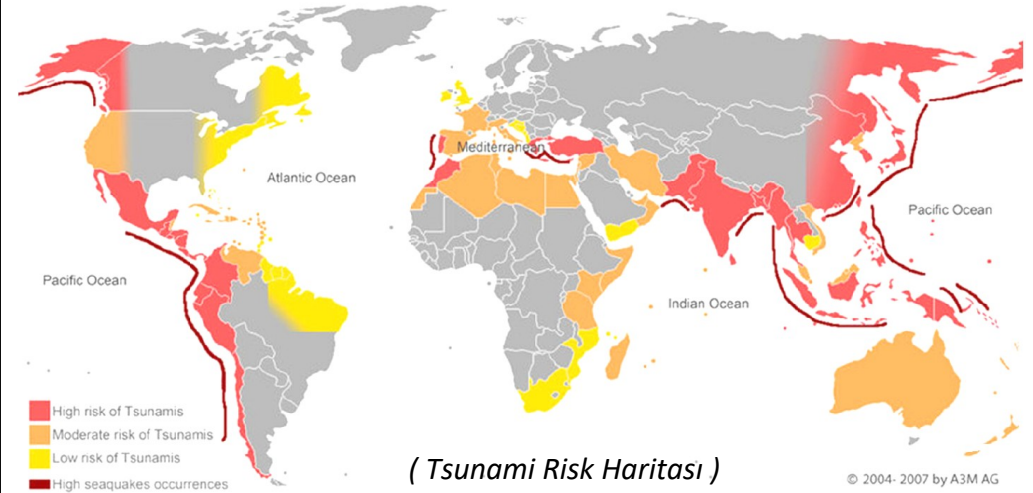 Mediterranean
Atlantic Ocean
Pacific Ocean
Pacific Ocean
Indian Ocean
High risk of Tsunamis
Moderate risk of Tsunamis
Low risk of Tsunamis
High seaquakes occurrences
( Tsunami Risk Haritası )
© 2004- 2007 by A3M AG